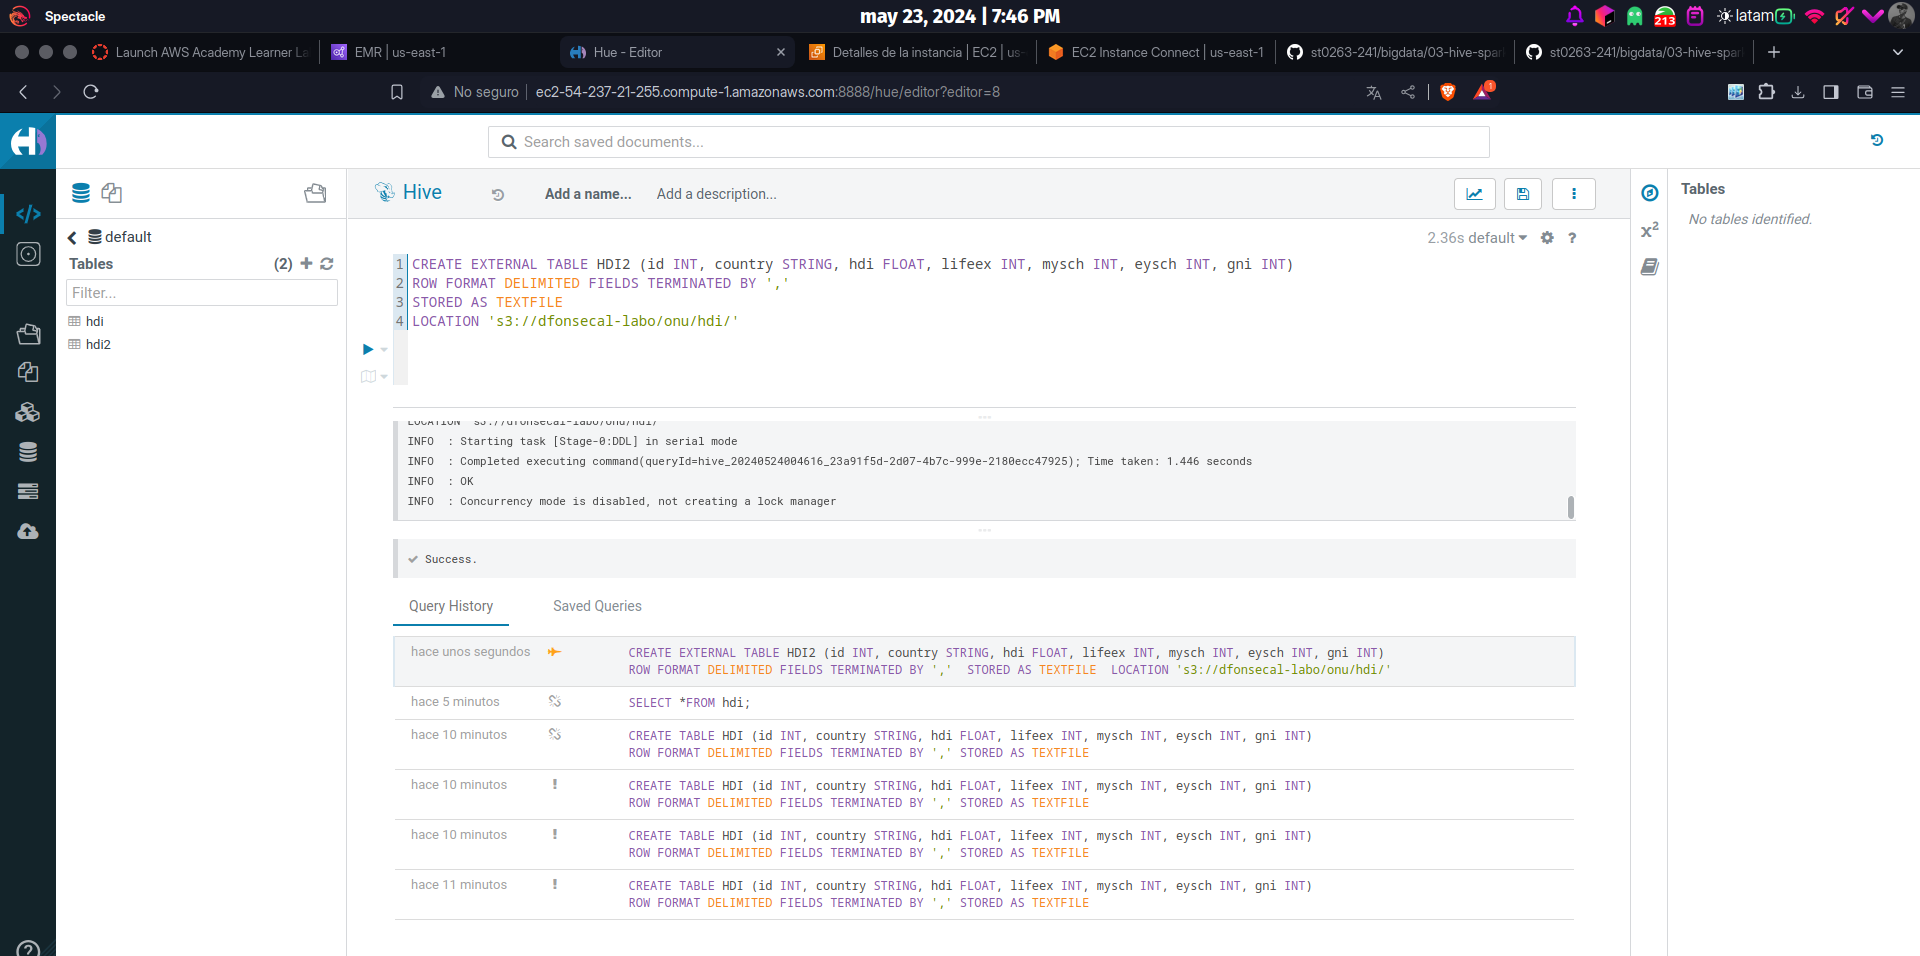 Spectacle
may 23, 2024 | 7:46 PM
213
latam
Launch AWS Academy Learner La
EMR | us-east-1
Hue - Editor
Detalles de la instancia | EC2 | us-
EC2 Instance Connect | us-east-1
st0263-241/bigdata/03-hive-spar
st0263-241/bigdata/03-hive-spar
No seguro
ec2-54-237-21-255.compute-1.amazonaws.com:8888/hue/editor?editor=8
1
Search saved documents...
Hive
Add a name...
Add a description...
Tables
No tables identified.
default
Tables
(2)
Filter...
hdi
hdi2
2.36s default
?
x2
1 CREATE EXTERNAL TABLE HDI2 (id INT, country STRING, hdi FLOAT, lifeex INT, mysch INT, eysch INT, gni INT)
2 ROW FORMAT DELIMITED FIELDS TERMINATED BY ','
3 STORED AS TEXTFILE
4 LOCATION 's3://dfonsecal-labo/onu/hdi/'
LOCATION 's3://dfonsecal-labo/onu/hdi/'
INFO : Starting task [Stage-0:DDL] in serial mode
INFO : Completed executing command(queryId=hive_20240524004616_23a91f5d-2d07-4b7c-999e-2180ecc47925); Time taken: 1.446 seconds
INFO : OK
INFO : Concurrency mode is disabled, not creating a lock manager
Success.
Query History
Saved Queries
hace unos segundos
CREATE EXTERNAL TABLE HDI2 (id INT, country STRING, hdi FLOAT, lifeex INT, mysch INT, eysch INT, gni INT)
ROW FORMAT DELIMITED FIELDS TERMINATED BY ',' STORED AS TEXTFILE LOCATION 's3://dfonsecal-labo/onu/hdi/'
hace 5 minutos
SELECT *FROM hdi;
hace 10 minutos
CREATE TABLE HDI (id INT, country STRING, hdi FLOAT, lifeex INT, mysch INT, eysch INT, gni INT)
ROW FORMAT DELIMITED FIELDS TERMINATED BY ',' STORED AS TEXTFILE
hace 10 minutos
!
CREATE TABLE HDI (id INT, country STRING, hdi FLOAT, lifeex INT, mysch INT, eysch INT, gni INT)
ROW FORMAT DELIMITED FIELDS TERMINATED BY ',' STORED AS TEXTFILE
hace 10 minutos
!
CREATE TABLE HDI (id INT, country STRING, hdi FLOAT, lifeex INT, mysch INT, eysch INT, gni INT)
ROW FORMAT DELIMITED FIELDS TERMINATED BY ',' STORED AS TEXTFILE
hace 11 minutos
!
CREATE TABLE HDI (id INT, country STRING, hdi FLOAT, lifeex INT, mysch INT, eysch INT, gni INT)
ROW FORMAT DELIMITED FIELDS TERMINATED BY ',' STORED AS TEXTFILE